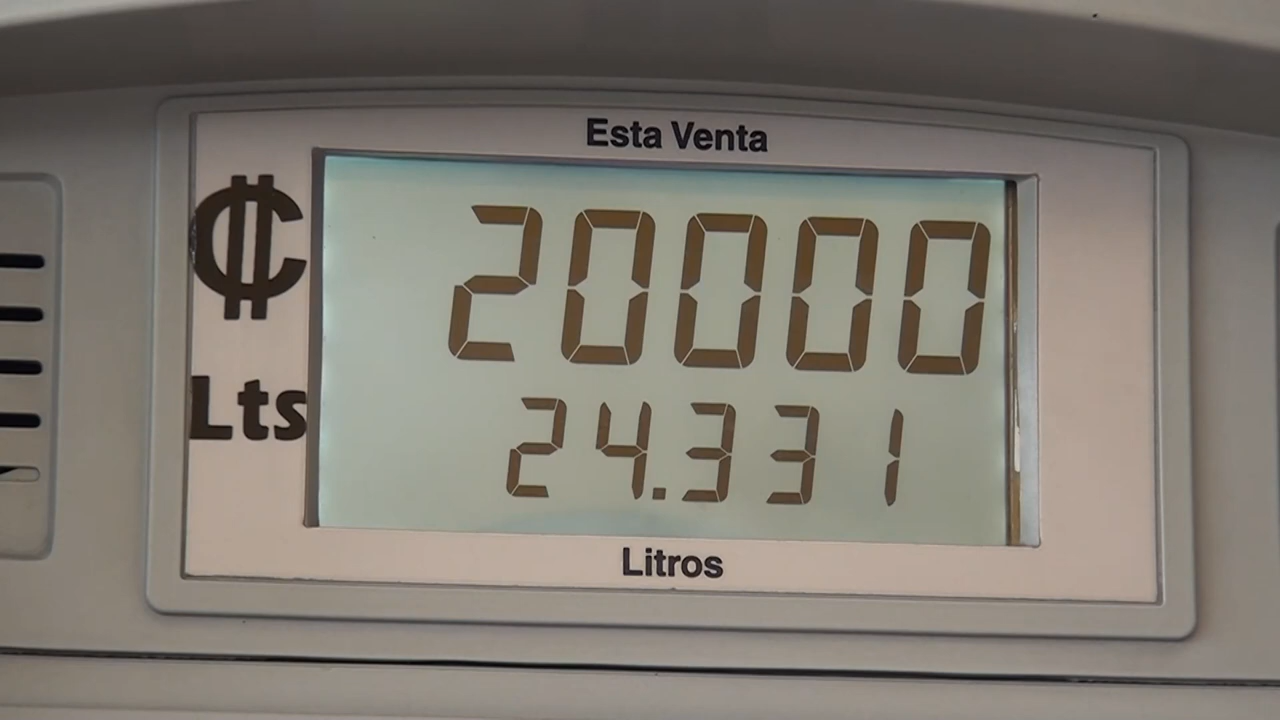 Esta Venta
₡ 20000
Lts 24.331
Litros